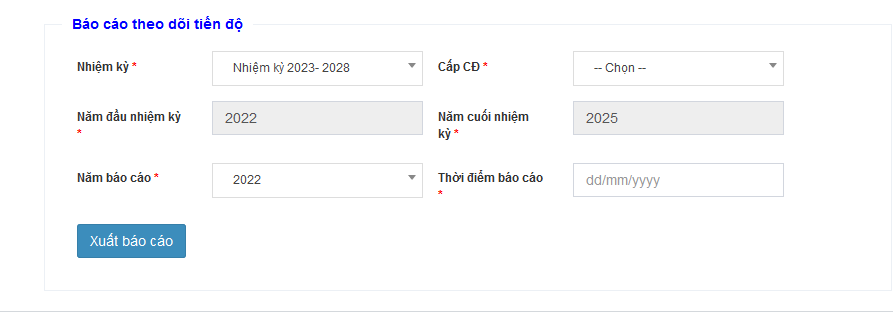 Báo cáo theo dõi tiến độ
Nhiệm kỳ * Nhiệm kỳ 2023- 2028 Cấp CĐ * -- Chọn --
Năm đầu nhiệm kỳ * 2022 Năm cuối nhiệm kỳ * 2025
Năm báo cáo * 2022 Thời điểm báo cáo * dd/mm/yyyy
Xuất báo cáo